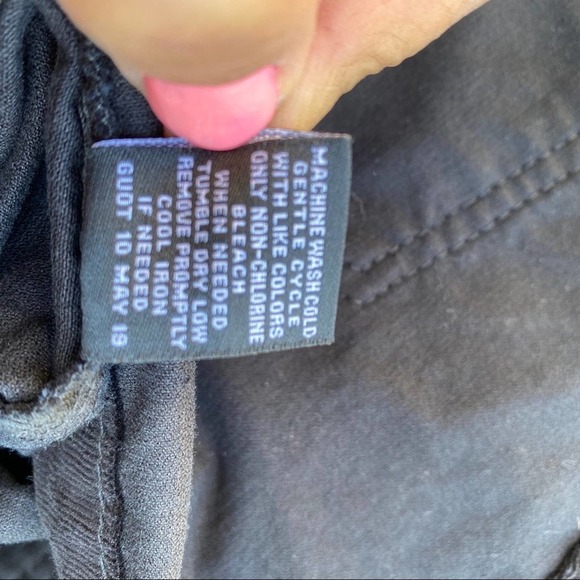 MACHINE WASH COLD
GENTLE CYCLE
WITH LIKE COLORS
ONLY NON-CHLORINE
BLEACH
WHEN NEEDED
TUMBLE DRY LOW
REMOVE PROMPTLY
COOL IRON
IF NEEDED
GUOT 10 MAY 19